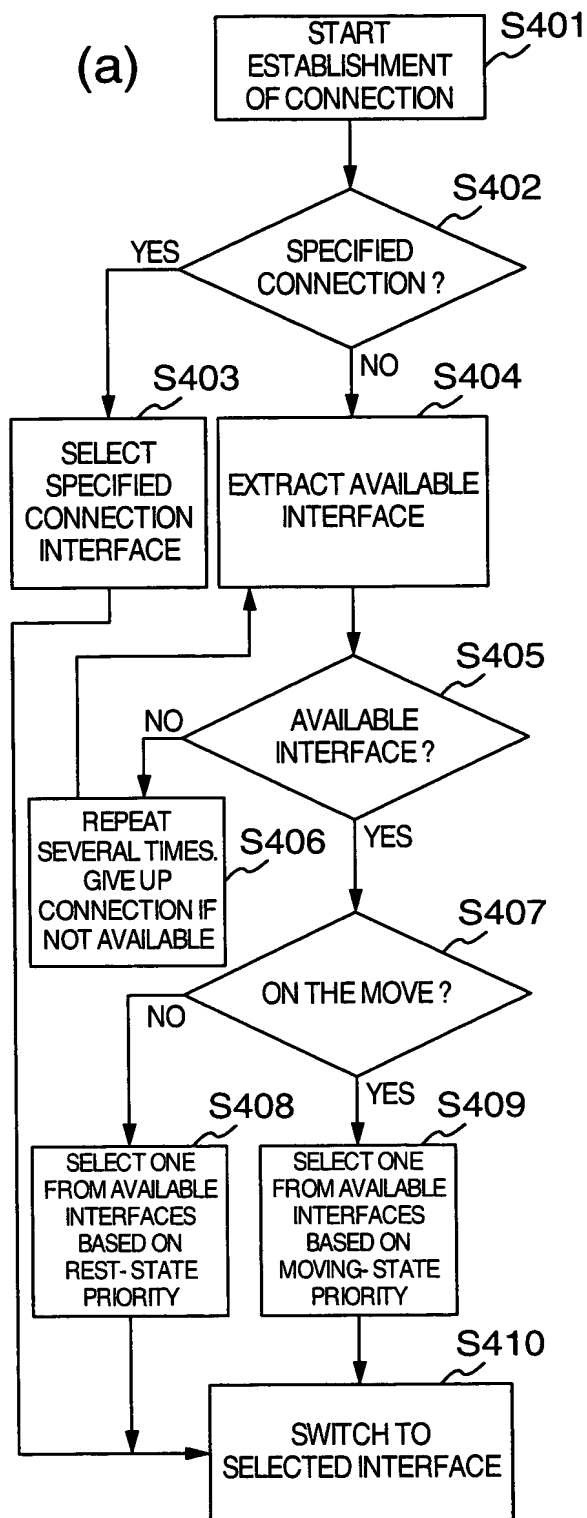 (a)
S401
START
ESTABLISHMENT
OF CONNECTION
S402
YES
SPECIFIED
CONNECTION ?
NO
S403
S404
SELECT
SPECIFIED
CONNECTION
INTERFACE
EXTRACT AVAILABLE
INTERFACE
S405
NO
AVAILABLE
INTERFACE ?
YES
REPEAT
SEVERAL TIMES.
GIVE UP
CONNECTION IF
NOT AVAILABLE
S406
S407
ON THE MOVE ?
NO
YES
S408
S409
SELECT ONE
FROM AVAILABLE
INTERFACES
BASED ON
REST-STATE
PRIORITY
SELECT ONE
FROM AVAILABLE
INTERFACES
BASED ON
MOVING-STATE
PRIORITY
S410
SWITCH TO
SELECTED INTERFACE